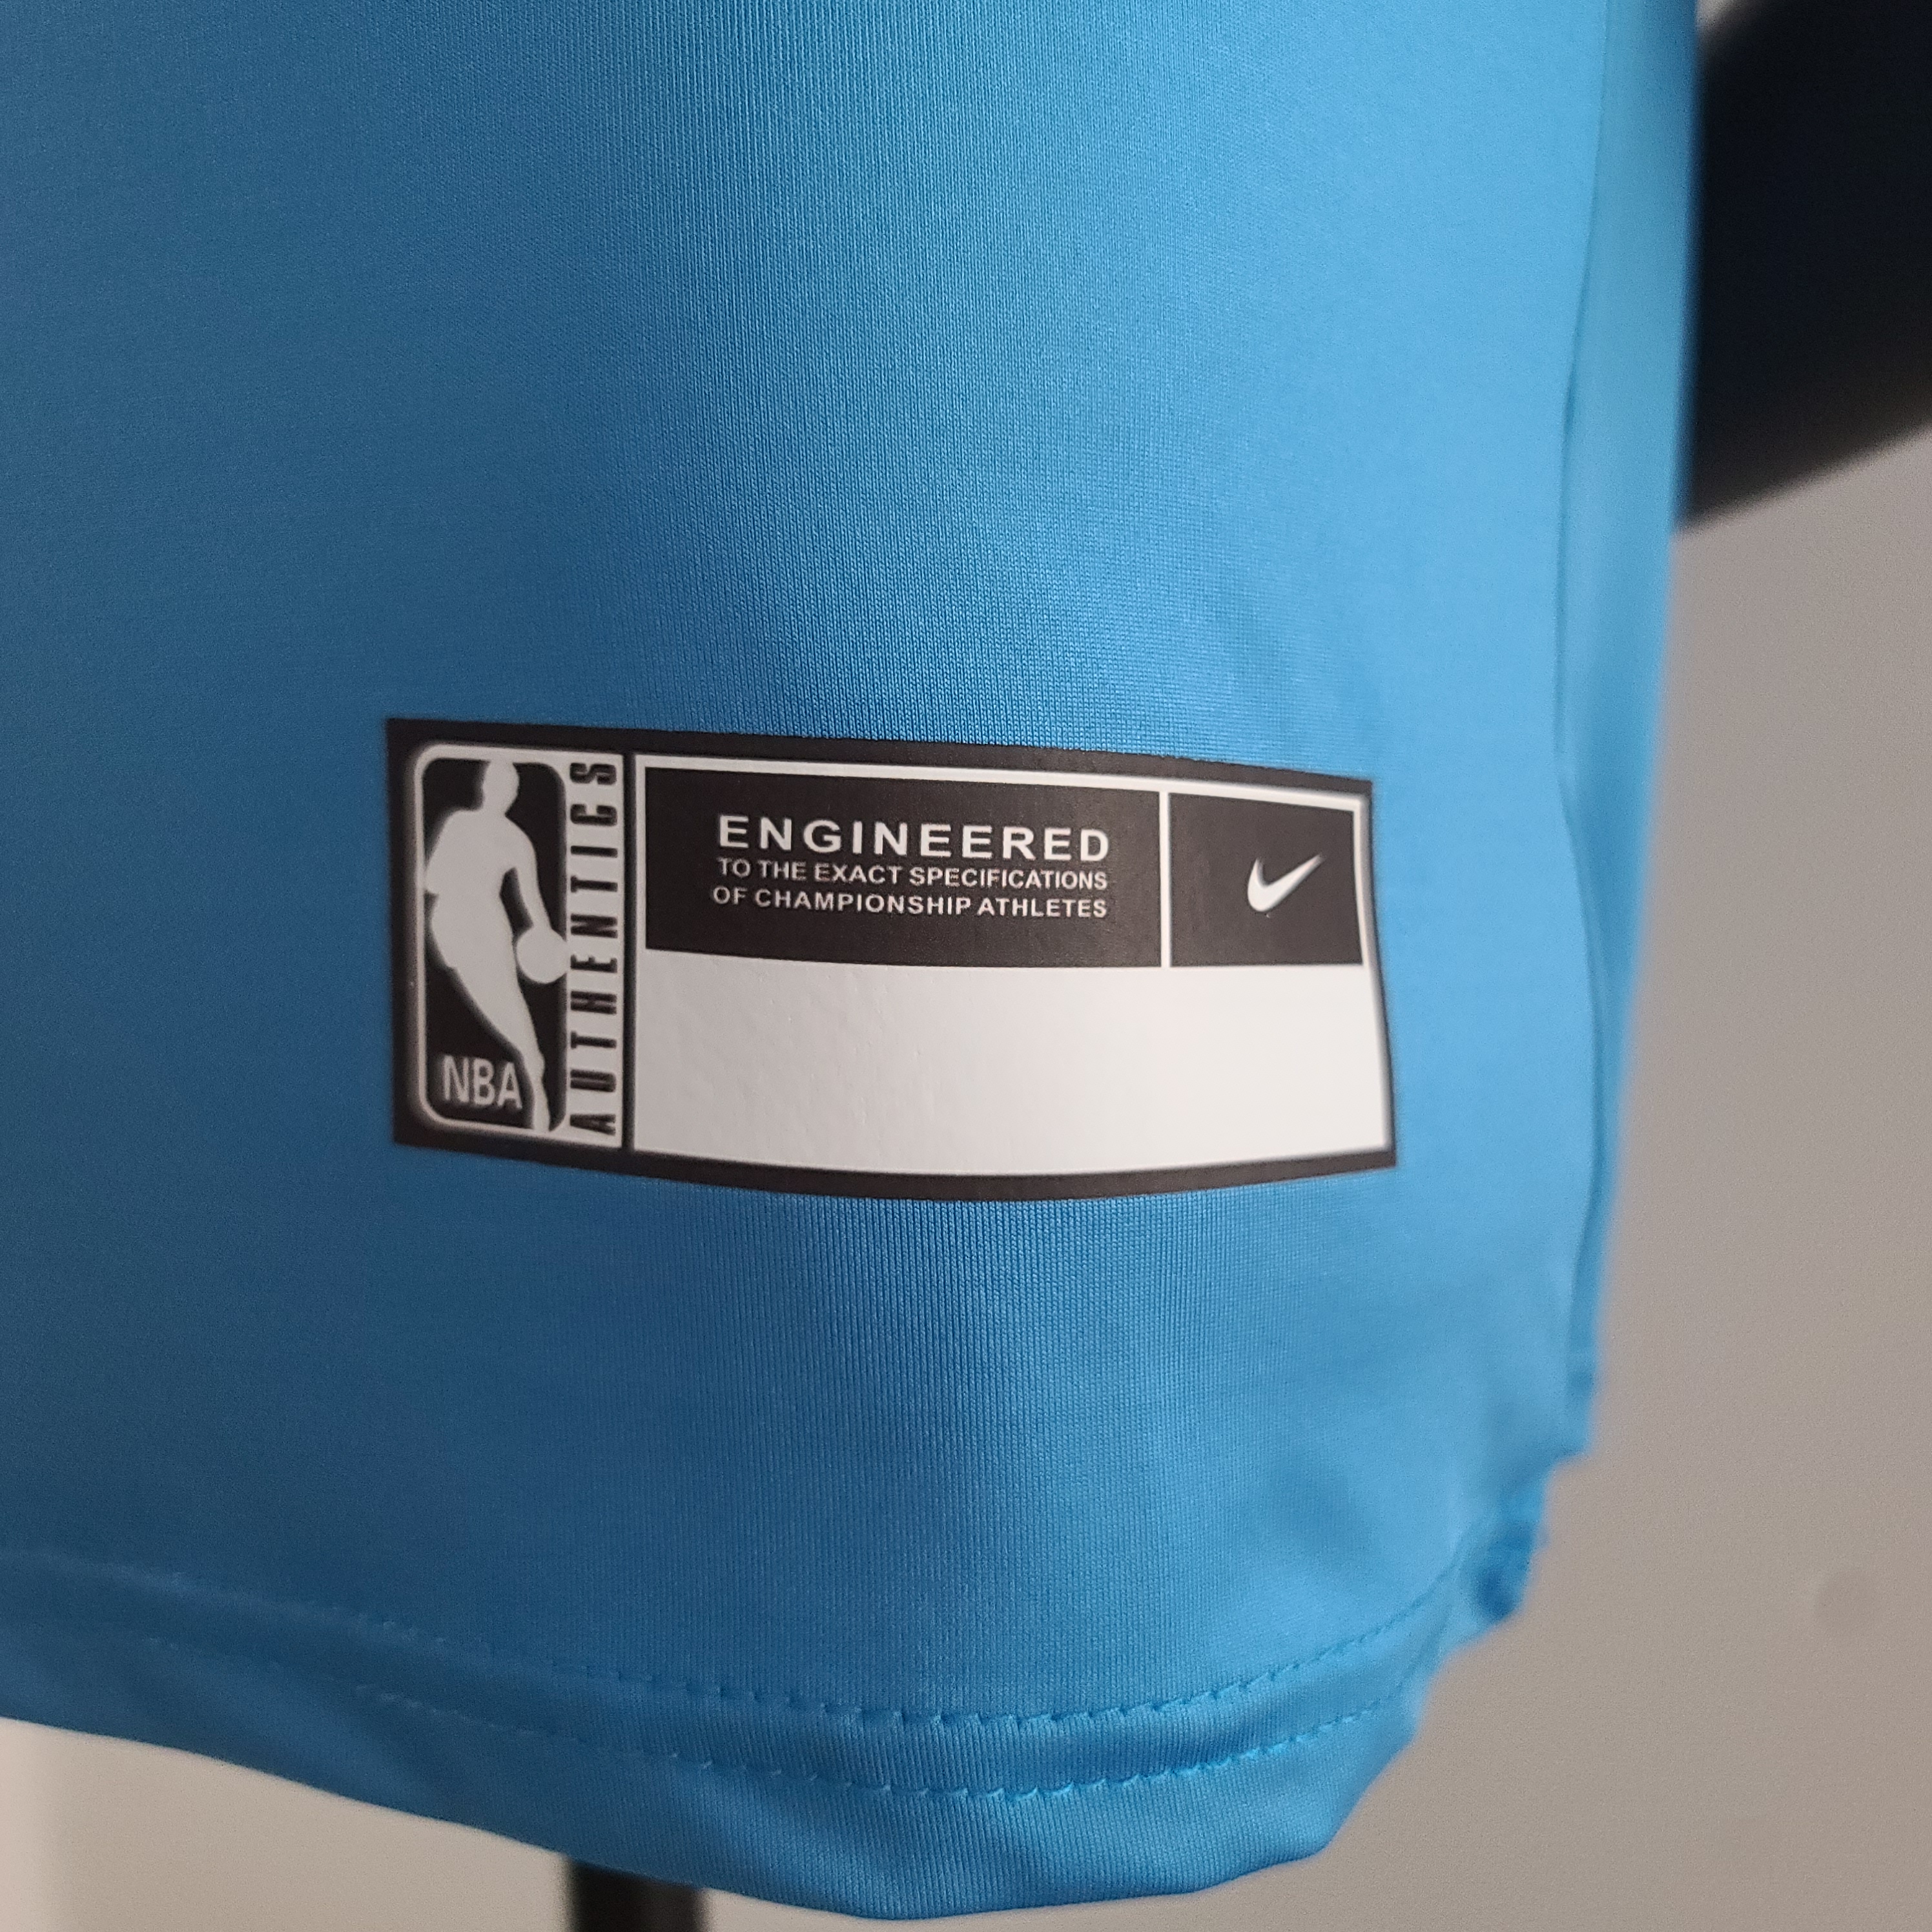 NBA
AUTHENTICS
ENGINEERED
TO THE EXACT SPECIFICATIONS
OF CHAMPIONSHIP ATHLETES